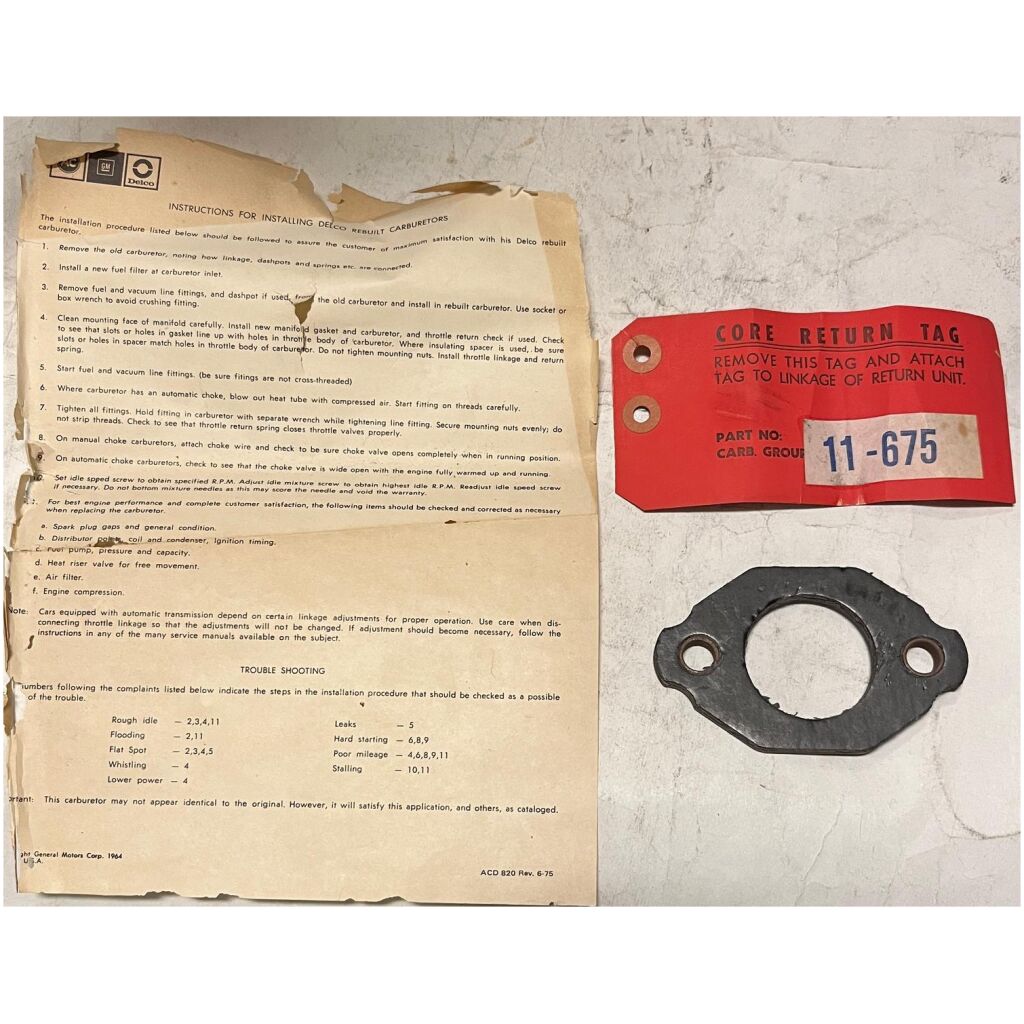 GM
Delco
INSTRUCTIONS FOR INSTALLING DELCO REBUILT CARBURETORS
The installation procedure listed below should be followed to assure the customer of maximum satisfaction with his Delco rebuilt
carburetor.
1. Remove the old carburetor, noting how linkage, dashpots and springs etc. are connected.
2. Install a new fuel filter at carburetor inlet.
3. Remove fuel and vacuum line fittings, and dashpot if used, from the old carburetor and install in rebuilt carburetor. Use socket or
box wrench to avoid crushing fitting.
4. Clean mounting face of manifold carefully. Install new manifold gasket and carburetor, and throttle return check if used. Check
to see that slots or holes in gasket line up with holes in throttle body of carburetor. Where insulating spacer is used, be sure
slots or holes in spacer match holes in throttle body of carburetor. Do not tighten mounting nuts. Install throttle linkage and return
spring.
5. Start fuel and vacuum line fittings. (be sure fitings are not cross-threaded)
6. Where carburetor has an automatic choke, blow out heat tube with compressed air. Start fitting on threads carefully.
7. Tighten all fittings. Hold fitting in carburetor with separate wrench while tightening line fitting. Secure mounting nuts evenly; do
not strip threads. Check to see that throttle return spring closes throttle valves properly.
8. On manual choke carburetors, attach choke wire and check to be sure choke valve opens completely when in running position.
9. On automatic choke carburetors, check to see that the choke valve is wide open with the engine fully warmed up and running.
Set idle spped screw to obtain specified R.P.M. Adjust idle mixture screw to obtain highest idle R.P.M. Readjust idle speed screw
if necessary. Do not bottom mixture needles as this may score the needle and void the warranty.
For best engine performance and complete customer satisfaction, the following items should be checked and corrected as necessary
when replacing the carburetor.
a. Spark plug gaps and general condition.
b. Distributor points, coil and condenser, ignition timing.
c. Fuel pump, pressure and capacity.
d. Heat riser valve for free movement.
e. Air filter.
f. Engine compression.
Note: Cars equipped with automatic transmission depend on certain linkage adjustments for proper operation. Use care when dis-
connecting throttle linkage so that the adjustments will not be changed. If adjustment should become necessary, follow the
instructions in any of the many service manuals available on the subject.
TROUBLE SHOOTING
umbers following the complaints listed below indicate the steps in the installation procedure that should be checked as a possible
of the trouble.
Rough idle – 2,3,4,11
Flooding – 2,11
Flat Spot – 2,3,4,5
Whistling – 4
Lower power – 4
Leaks – 5
Hard starting – 6,8,9
Poor mileage – 4,6,8,9,11
Stalling – 10,11
ortant: This carburetor may not appear identical to the original. However, it will satisfy this application, and others, as cataloged.
ght General Motors Corp. 1964
U.S.A.
ACD 820 Rev. 6-75
CORE RETURN TAG
REMOVE THIS TAG AND ATTACH
TAG TO LINKAGE OF RETURN UNIT.
PART NO:
CARB. GROUP
11-675